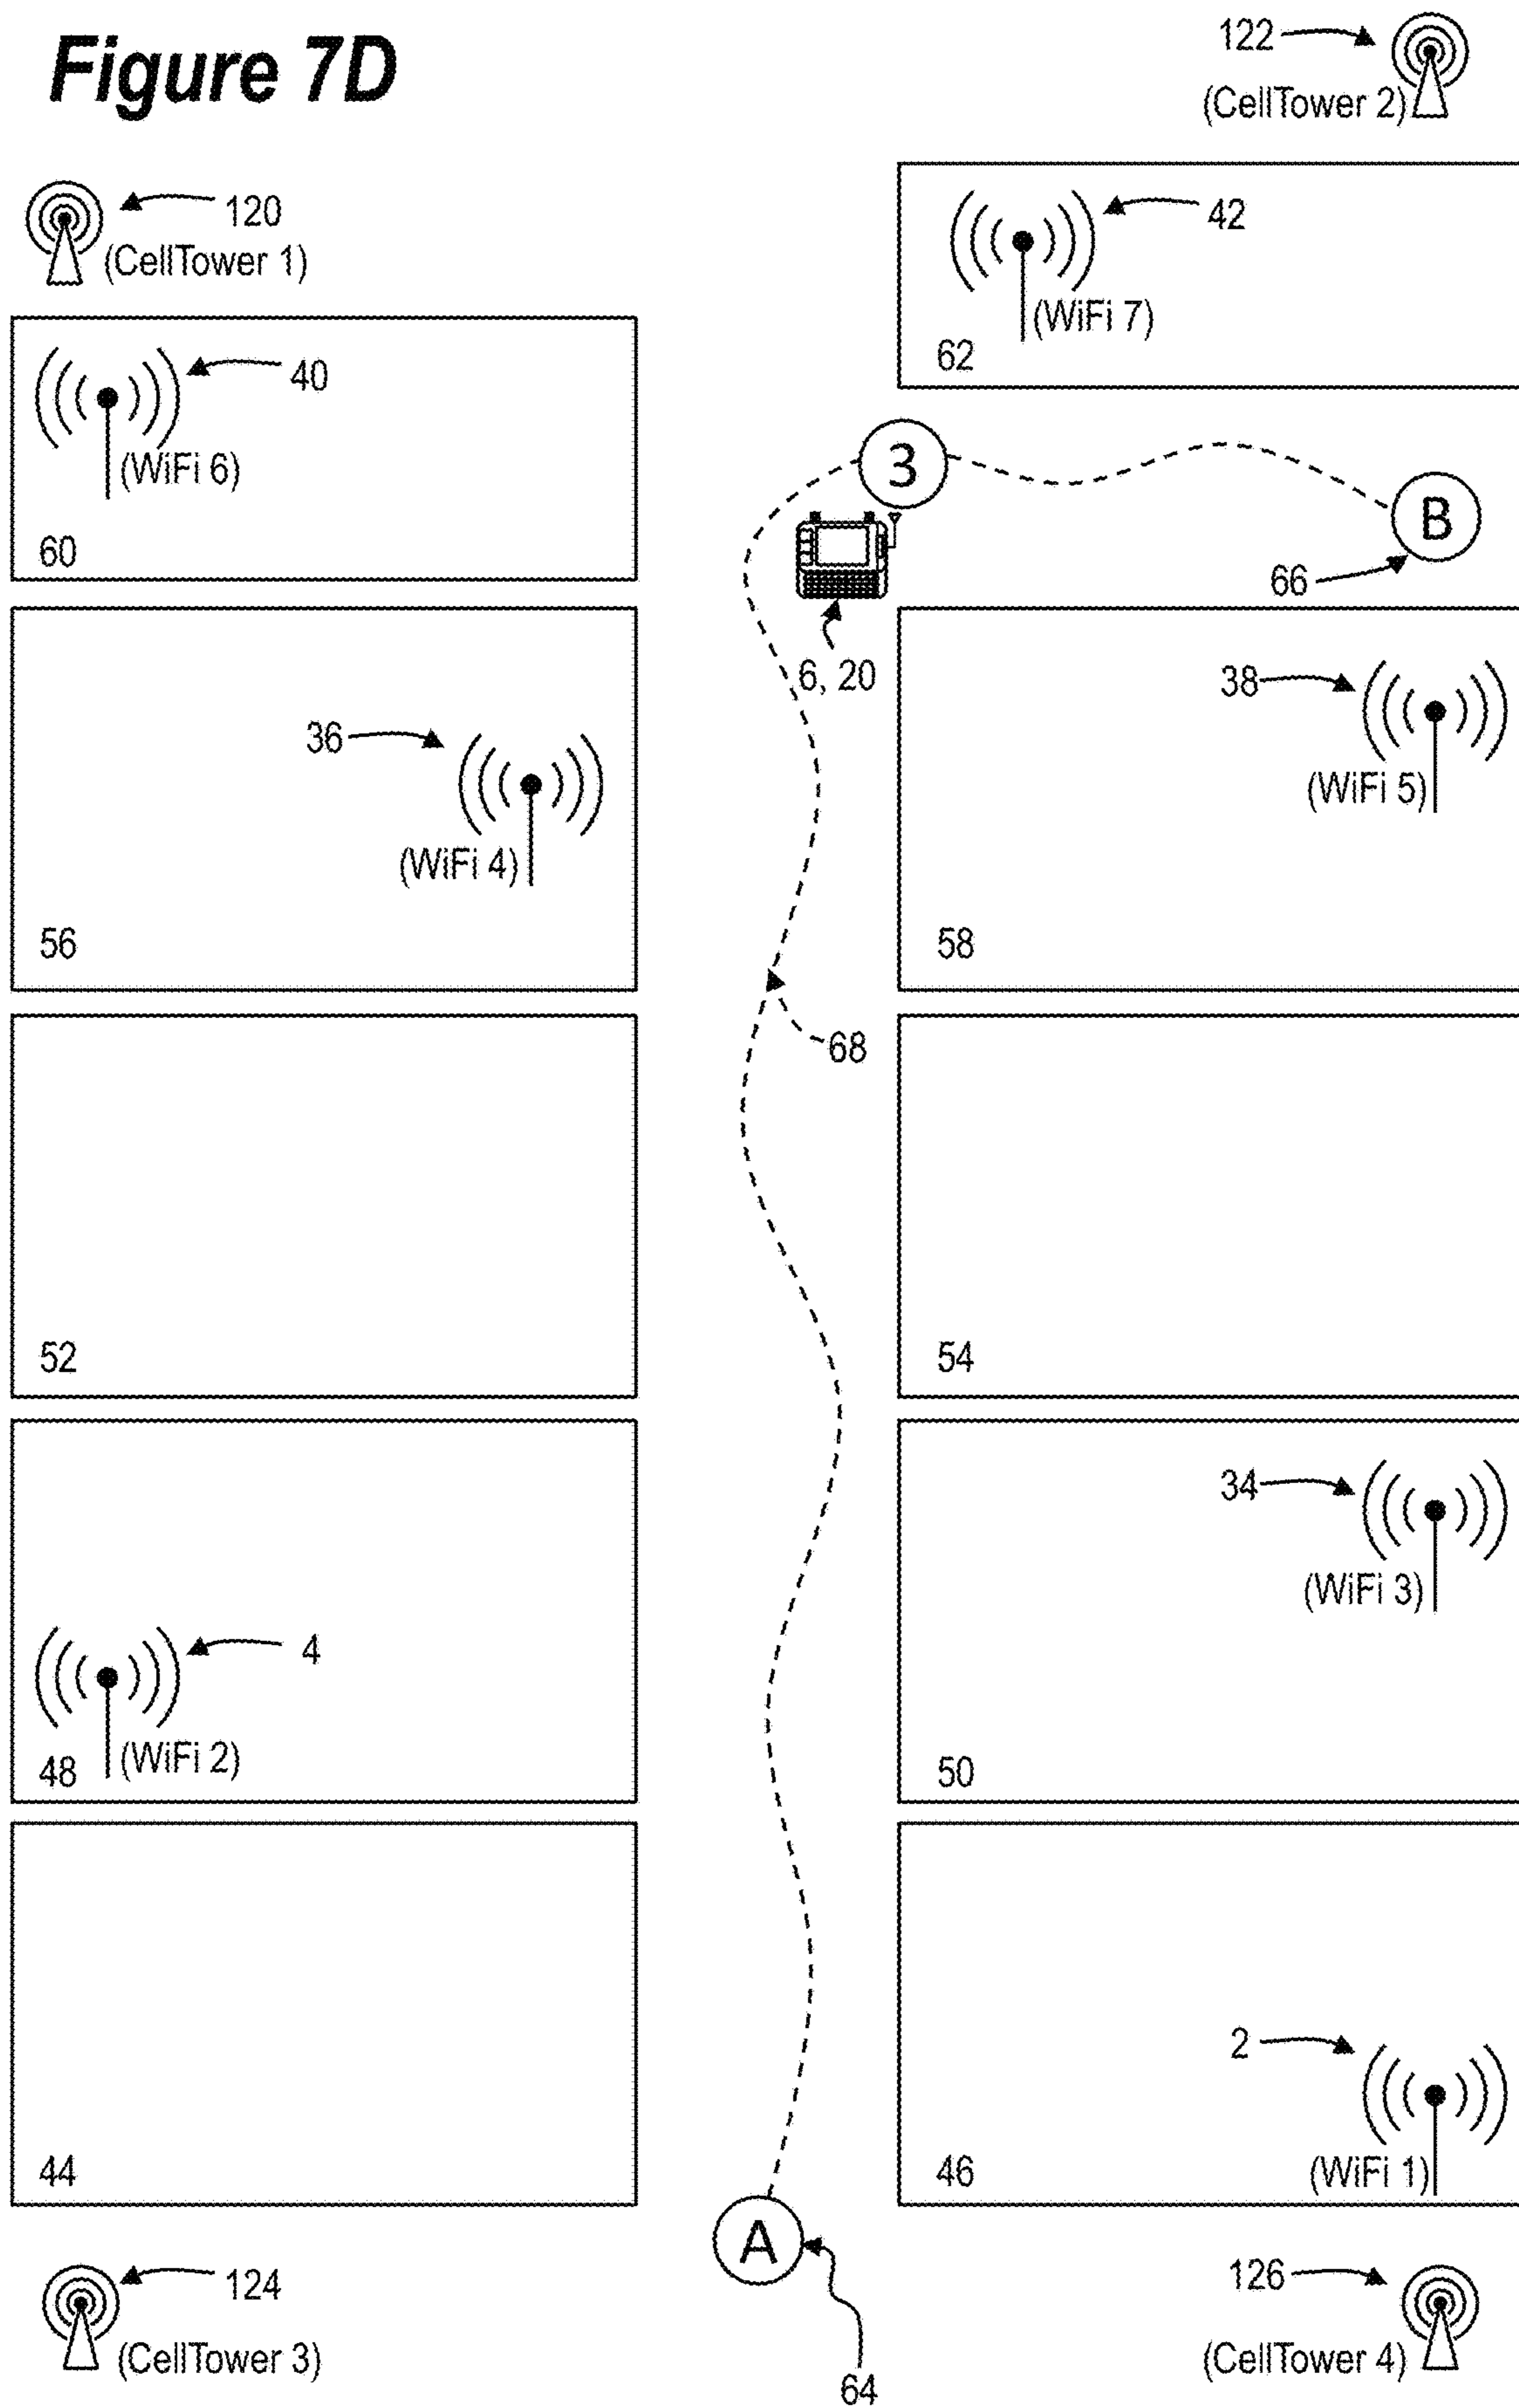 Figure 7D
122
(CellTower 2)
120
(CellTower 1)
42
(WiFi 7)
62
40
(WiFi 6)
60
3
B
66
6, 20
38
(WiFi 5)
36
(WiFi 4)
56
58
68
52
54
34
(WiFi 3)
4
(WiFi 2)
48
50
2
(WiFi 1)
44
46
A
124
(CellTower 3)
126
(CellTower 4)
64